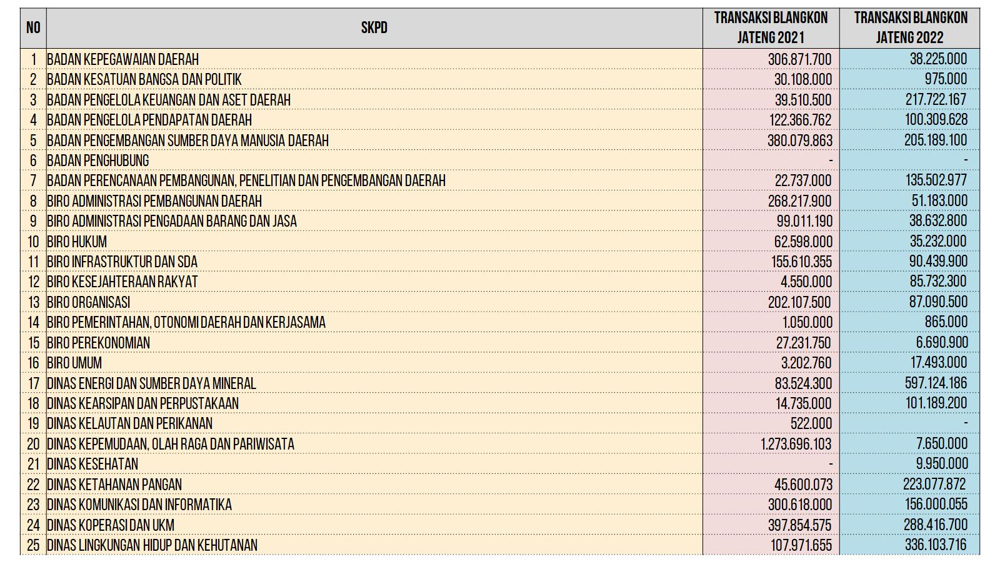 NO SKPD TRANSAKSI BLANGKON JATENG 2021 TRANSAKSI BLANGKON JATENG 2022
1 BADAN KEPEGAWAIAN DAERAH 306.871.700 38.225.000
2 BADAN KESATUAN BANGSA DAN POLITIK 30.108.000 975.000
3 BADAN PENGELOLA KEUANGAN DAN ASET DAERAH 39.510.500 217.722.167
4 BADAN PENGELOLA PENDAPATAN DAERAH 122.366.762 100.309.628
5 BADAN PENGEMBANGAN SUMBER DAYA MANUSIA DAERAH 380.079.863 205.189.100
6 BADAN PENGHUBUNG - -
7 BADAN PERENCANAAN PEMBANGUNAN, PENELITIAN DAN PENGEMBANGAN DAERAH 22.737.000 135.502.977
8 BIRO ADMINISTRASI PEMBANGUNAN DAERAH 268.217.900 51.183.000
9 BIRO ADMINISTRASI PENGADAAN BARANG DAN JASA 99.011.190 38.632.800
10 BIRO HUKUM 62.598.000 35.232.000
11 BIRO INFRASTRUKTUR DAN SDA 155.610.355 90.439.900
12 BIRO KESEJAHTERAAN RAKYAT 4.550.000 85.732.300
13 BIRO ORGANISASI 202.107.500 87.090.500
14 BIRO PEMERINTAHAN, OTONOMI DAERAH DAN KERJASAMA 1.050.000 865.000
15 BIRO PEREKONOMIAN 27.231.750 6.690.900
16 BIRO UMUM 3.202.760 17.493.000
17 DINAS ENERGI DAN SUMBER DAYA MINERAL 83.524.300 597.124.186
18 DINAS KEARSIPAN DAN PERPUSTAKAAN 14.735.000 101.189.200
19 DINAS KELAUTAN DAN PERIKANAN 522.000 -
20 DINAS KEPEMUDAAN, OLAH RAGA DAN PARIWISATA 1.273.696.103 7.650.000
21 DINAS KESEHATAN - 9.950.000
22 DINAS KETAHANAN PANGAN 45.600.073 223.077.872
23 DINAS KOMUNIKASI DAN INFORMATIKA 300.618.000 156.000.055
24 DINAS KOPERASI DAN UKM 397.854.575 288.416.700
25 DINAS LINGKUNGAN HIDUP DAN KEHUTANAN 107.971.655 336.103.716